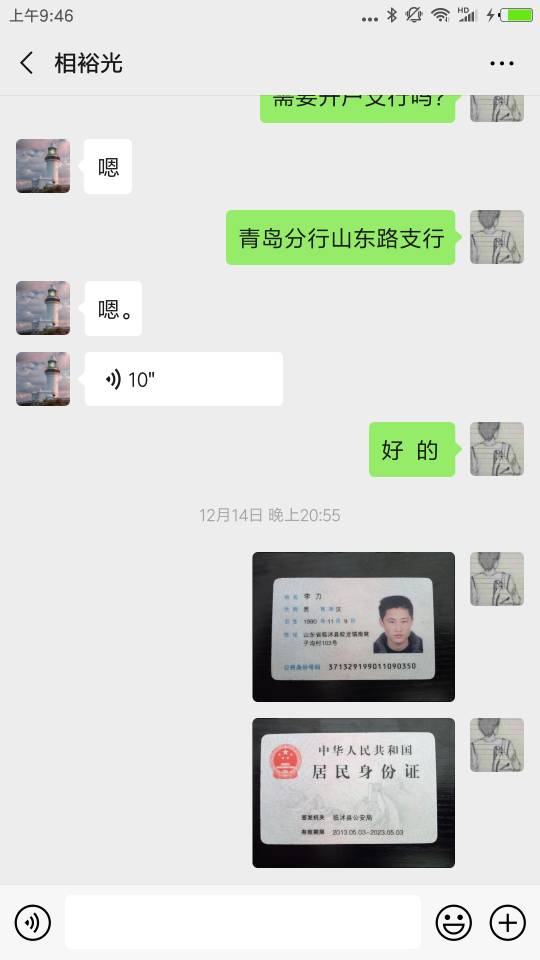 上午9:46
HD
相裕光
需要开户支行吗？
嗯
青岛分行山东路支行
嗯。
10"
好 的
12月14日 晚上20:55
姓 名 李 力
性 别 男 民 族 汉
出 生 1990 年 11 月 9 日
住 址 山东省临沭县蛟龙镇南
子沟村103号
公民身份号码 371329199011090350
中华人民共和国
居民身份证
签发机关 临沭县公安局
有效期限 2013.05.03-2023.05.03